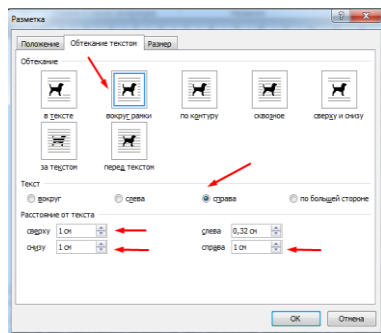 Разметка
Положение Обтекание текстом Размер
Обтекание
в тексте вокруг рамки по контуру сквозное сверху и снизу
за текстом перед текстом
Текст
вокруг слева справа по большей стороне
Расстояние от текста
сверху 1 см слева 0,32 см
снизу 1 см справа 1 см
ОК Отмена